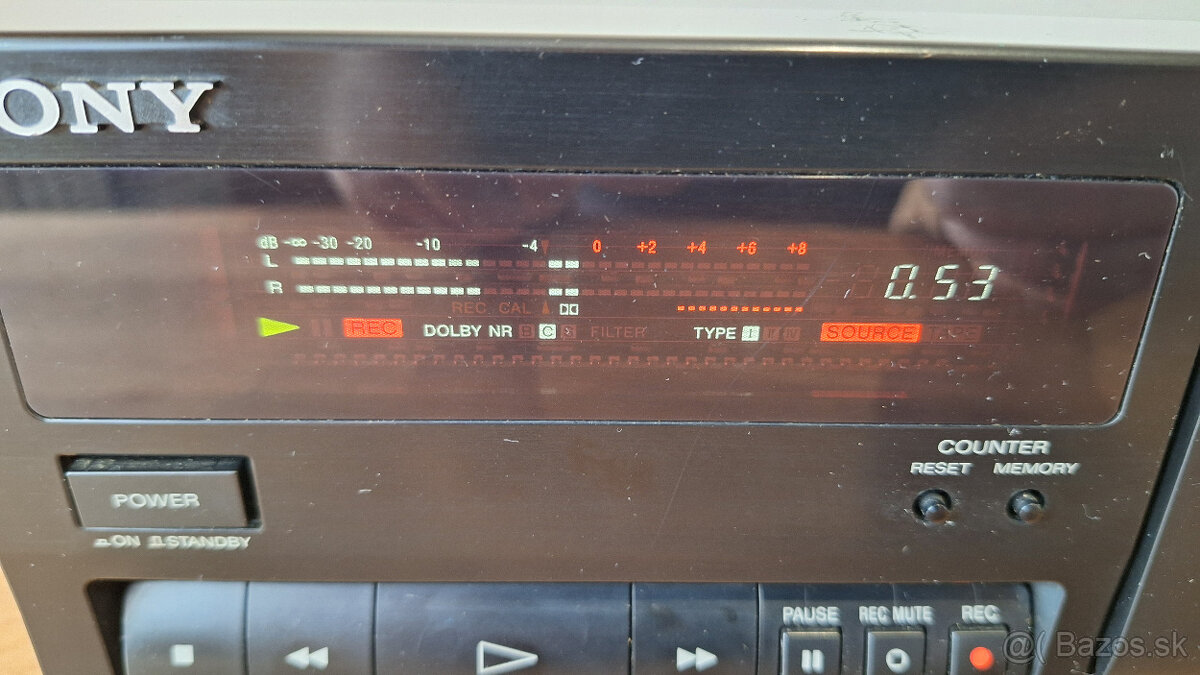 ONY
dB -∞ -30 -20 -10 -4 0 +2 +4 +6 +8
L
0.53
R
REC CAL
REC DOLBY NR B C FILTER TYPE I SOURCE TAPE
COUNTER
RESET MEMORY
POWER
ON STANDBY
PAUSE REC MUTE REC
@( Bazos.sk